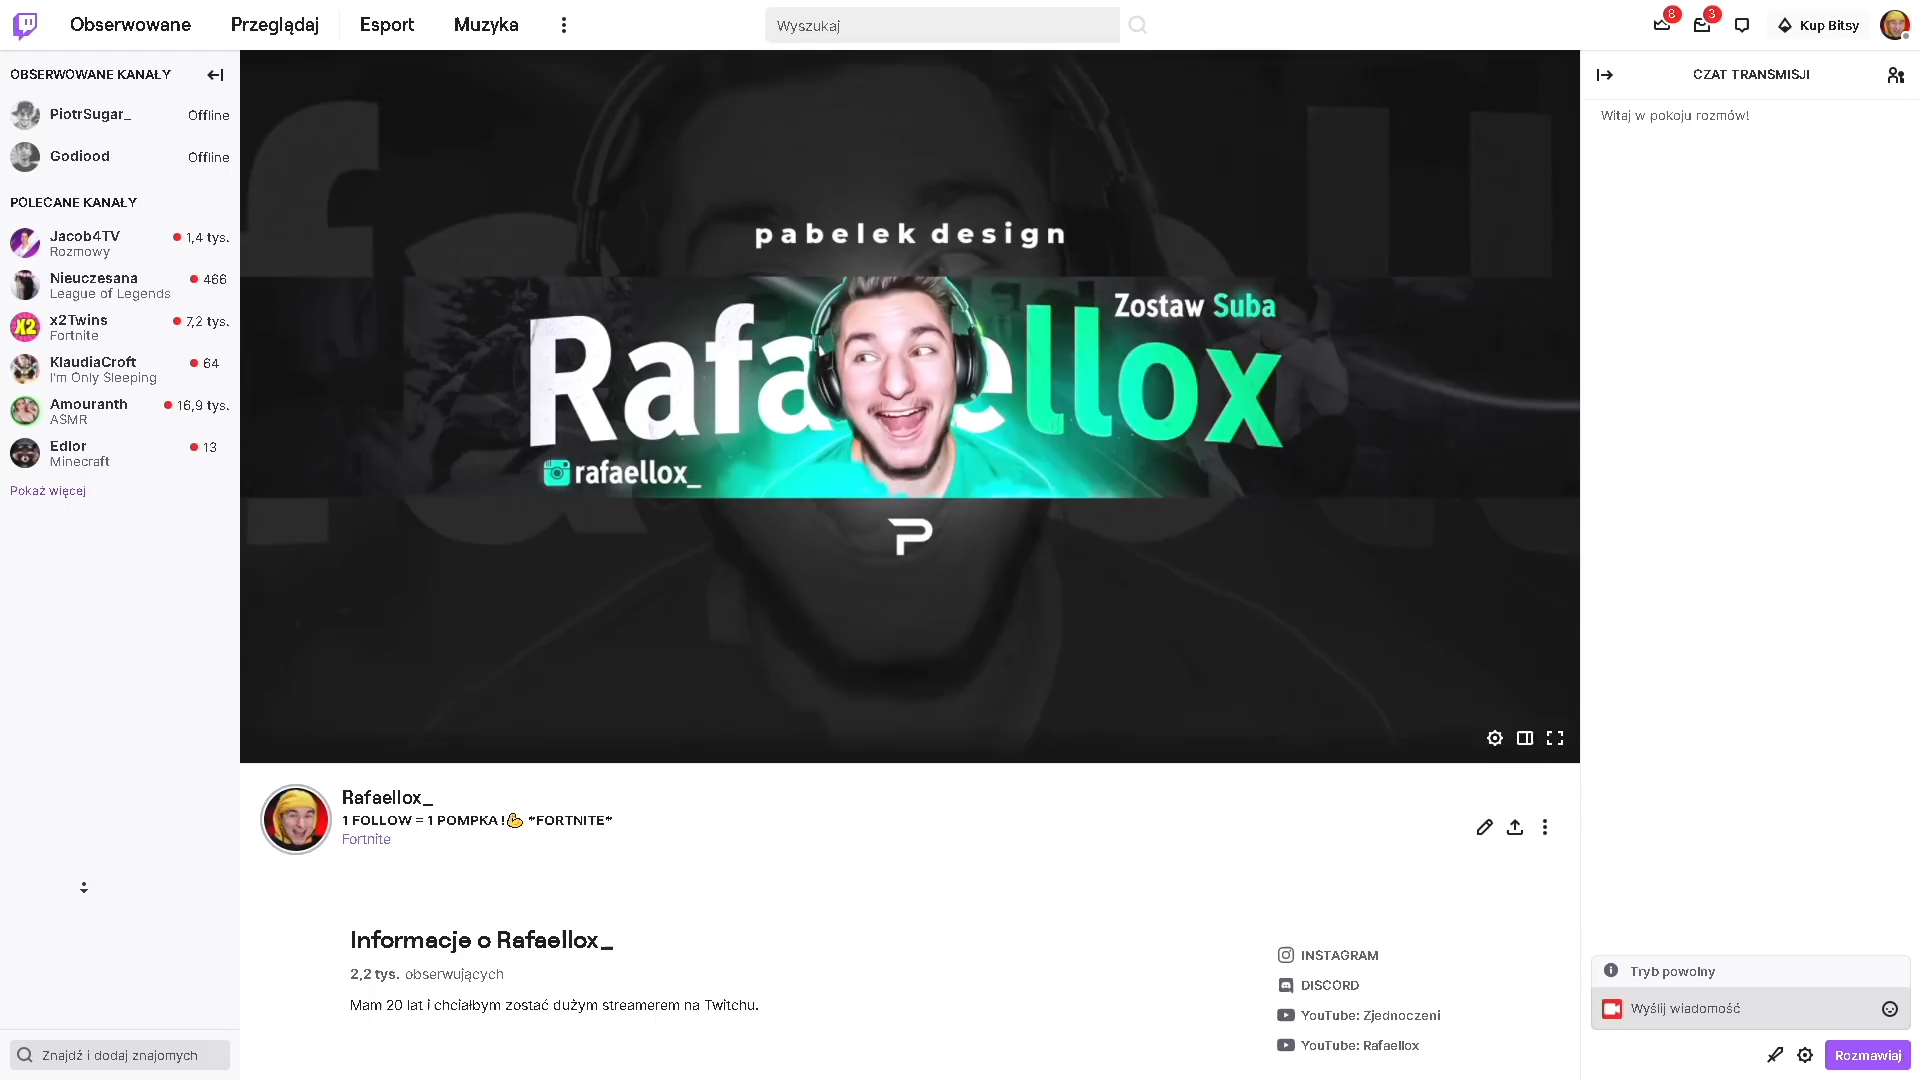 Obserwowane
Przeglądaj
Esport
Muzyka
Wyszukaj
8
3
Kup Bitsy
OBSERWOWANE KANAŁY
PiotrSugar_
Offline
Godiood
Offline
POLECANE KANAŁY
Jacob4TV
1,4 tys.
Rozmowy
Nieuczesana
466
League of Legends
x2Twins
7,2 tys.
Fortnite
KlaudiaCroft
64
I'm Only Sleeping
Amouranth
16,9 tys.
ASMR
Edlor
13
Minecraft
Pokaż więcej
Znajdź i dodaj znajomych
pabelek design
Zostaw Suba
Rafaellox
rafaellox_
Rafaellox_
1 FOLLOW = 1 POMPKA !💪 *FORTNITE*
Fortnite
Informacje o Rafaellox_
2,2 tys. obserwujących
Mam 20 lat i chciałbym zostać dużym streamerem na Twitchu.
INSTAGRAM
DISCORD
YouTube: Zjednoczeni
YouTube: Rafaellox
CZAT TRANSMISJI
Witaj w pokoju rozmów!
Tryb powolny
Wyślij wiadomość
Rozmawiaj